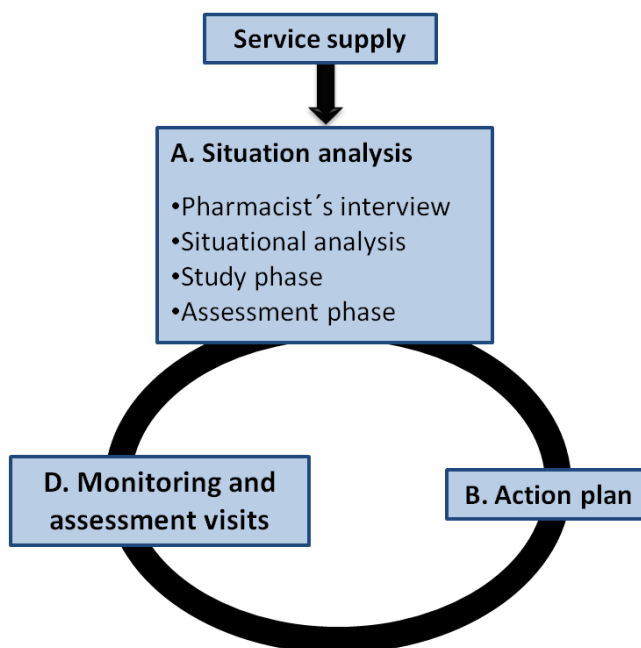 Service supply
A. Situation analysis
•Pharmacist´s interview
•Situational analysis
•Study phase
•Assessment phase
D. Monitoring and
assessment visits
B. Action plan